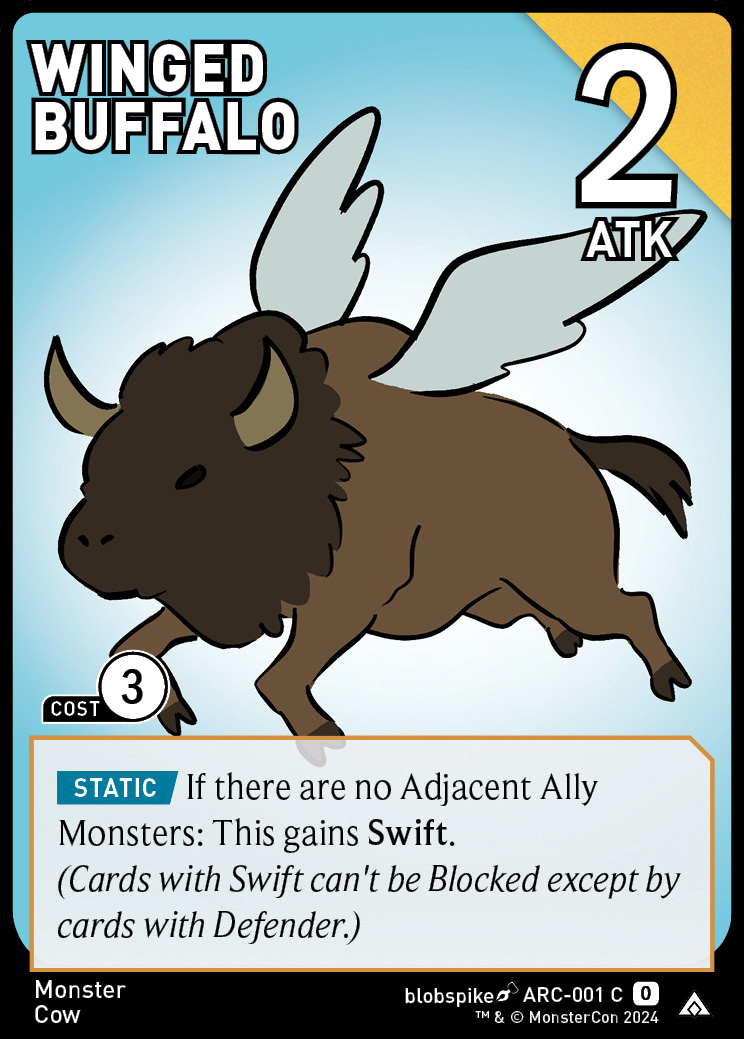 WINGED
BUFFALO
2
ATK
COST 3
STATIC If there are no Adjacent Ally
Monsters: This gains Swift.
(Cards with Swift can't be Blocked except by
cards with Defender.)
Monster
Cow
blobspike ARC-001 C 0
™ & © MonsterCon 2024